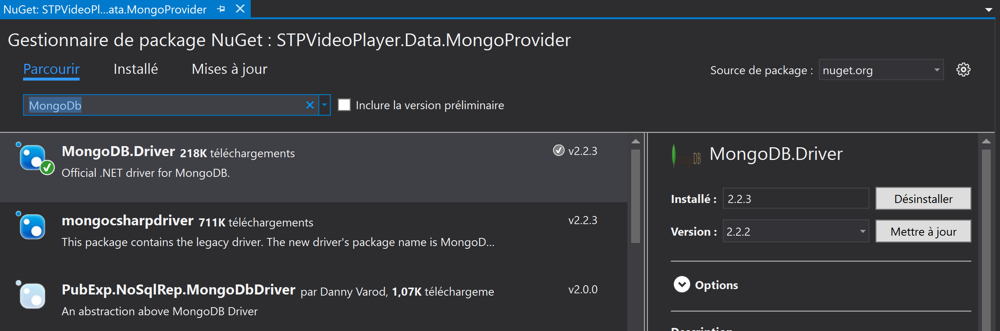 NuGet: STPVideoPl...ata.MongoProvider
Gestionnaire de package NuGet : STPVideoPlayer.Data.MongoProvider
Parcourir Installé Mises à jour
Source de package : nuget.org
MongoDb
Inclure la version préliminaire
MongoDB.Driver 218K téléchargements v2.2.3
Official .NET driver for MongoDB.
mongocsharpdriver 711K téléchargements v2.2.3
This package contains the legacy driver. The new driver's package name is MongoD...
PubExp.NoSqlRep.MongoDbDriver par Danny Varod, 1,07K téléchargeme v2.0.0
An abstraction above MongoDB Driver
mongoDB MongoDB.Driver
Installé : 2.2.3 Désinstaller
Version : 2.2.2 Mettre à jour
Options
Description